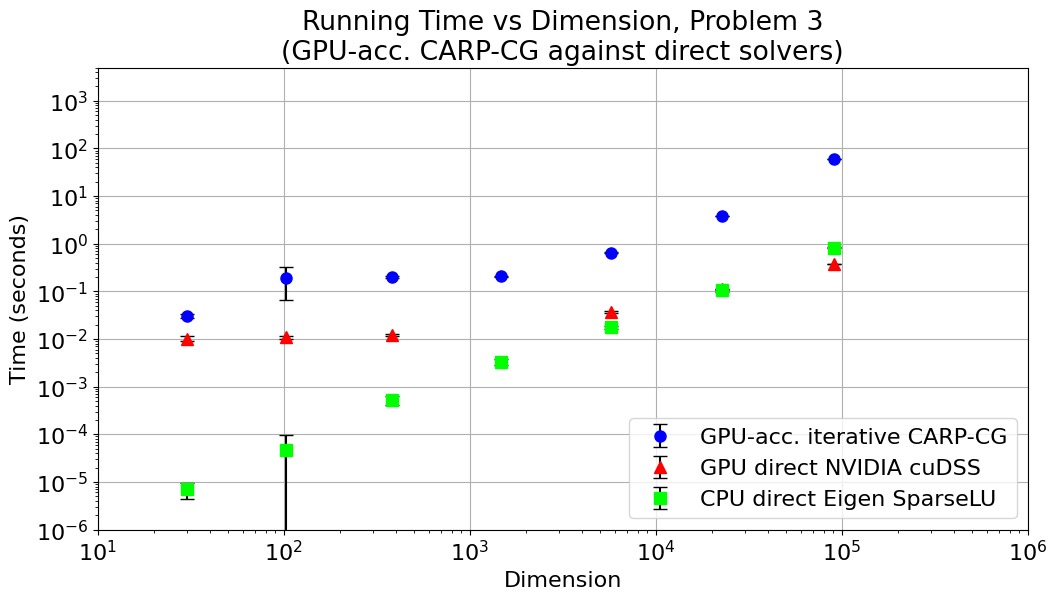 Running Time vs Dimension, Problem 3
(GPU-acc. CARP-CG against direct solvers)
Time (seconds)
10³
10²
10¹
10⁰
10⁻¹
10⁻²
10⁻³
10⁻⁴
10⁻⁵
10⁻⁶
GPU-acc. iterative CARP-CG
GPU direct NVIDIA cuDSS
CPU direct Eigen SparseLU
10¹ 10² 10³ 10⁴ 10⁵ 10⁶
Dimension